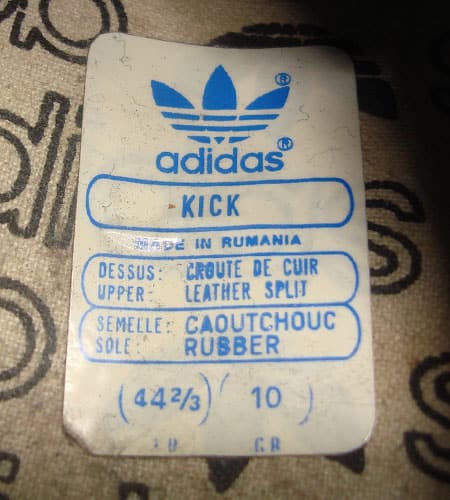 adidas
KICK
MADE IN RUMANIA
DESSUS: CROUTE DE CUIR
UPPER: LEATHER SPLIT
SEMELLE: CAOUTCHOUC
SOLE: RUBBER
(44 2/3) ( 10 )